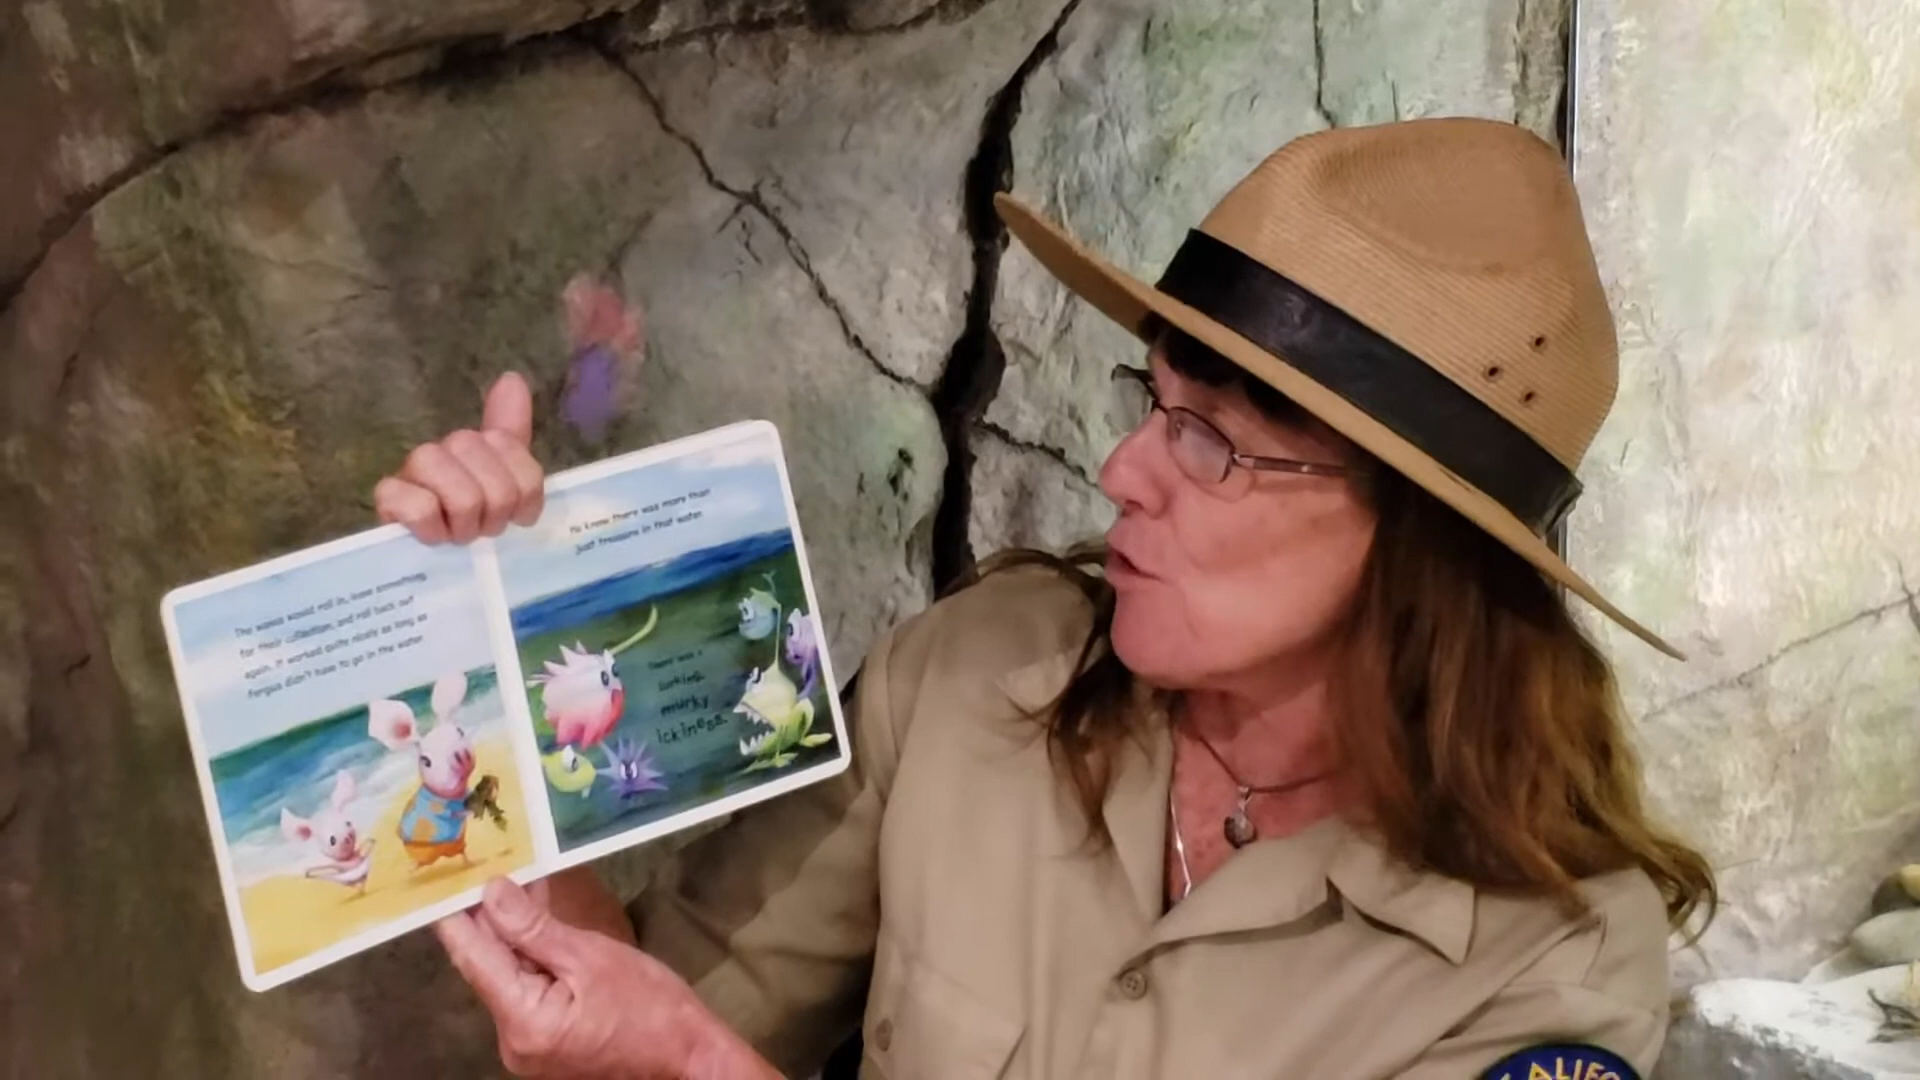 The waves would roll in, leave something
for their collection, and roll back out
again. It worked quite nicely as long as
Fergus didn't have to go in the water.
He knew there was more than
just treasure in that water.
There was a
lurking,
murky
ickiness.
CALIFO